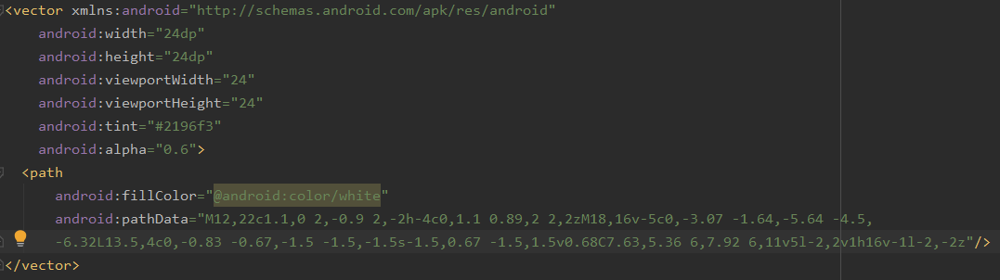 <vector xmlns:android="http://schemas.android.com/apk/res/android"
android:width="24dp"
android:height="24dp"
android:viewportWidth="24"
android:viewportHeight="24"
android:tint="#2196f3"
android:alpha="0.6">
<path
android:fillColor="@android:color/white"
android:pathData="M12,22c1.1,0 2,-0.9 2,-2h-4c0,1.1 0.89,2 2,2zM18,16v-5c0,-3.07 -1.64,-5.64 -4.5,
-6.32L13.5,4c0,-0.83 -0.67,-1.5 -1.5,-1.5s-1.5,0.67 -1.5,1.5v0.68C7.63,5.36 6,7.92 6,11v5l-2,2v1h16v-1l-2,-2z"/>
</vector>